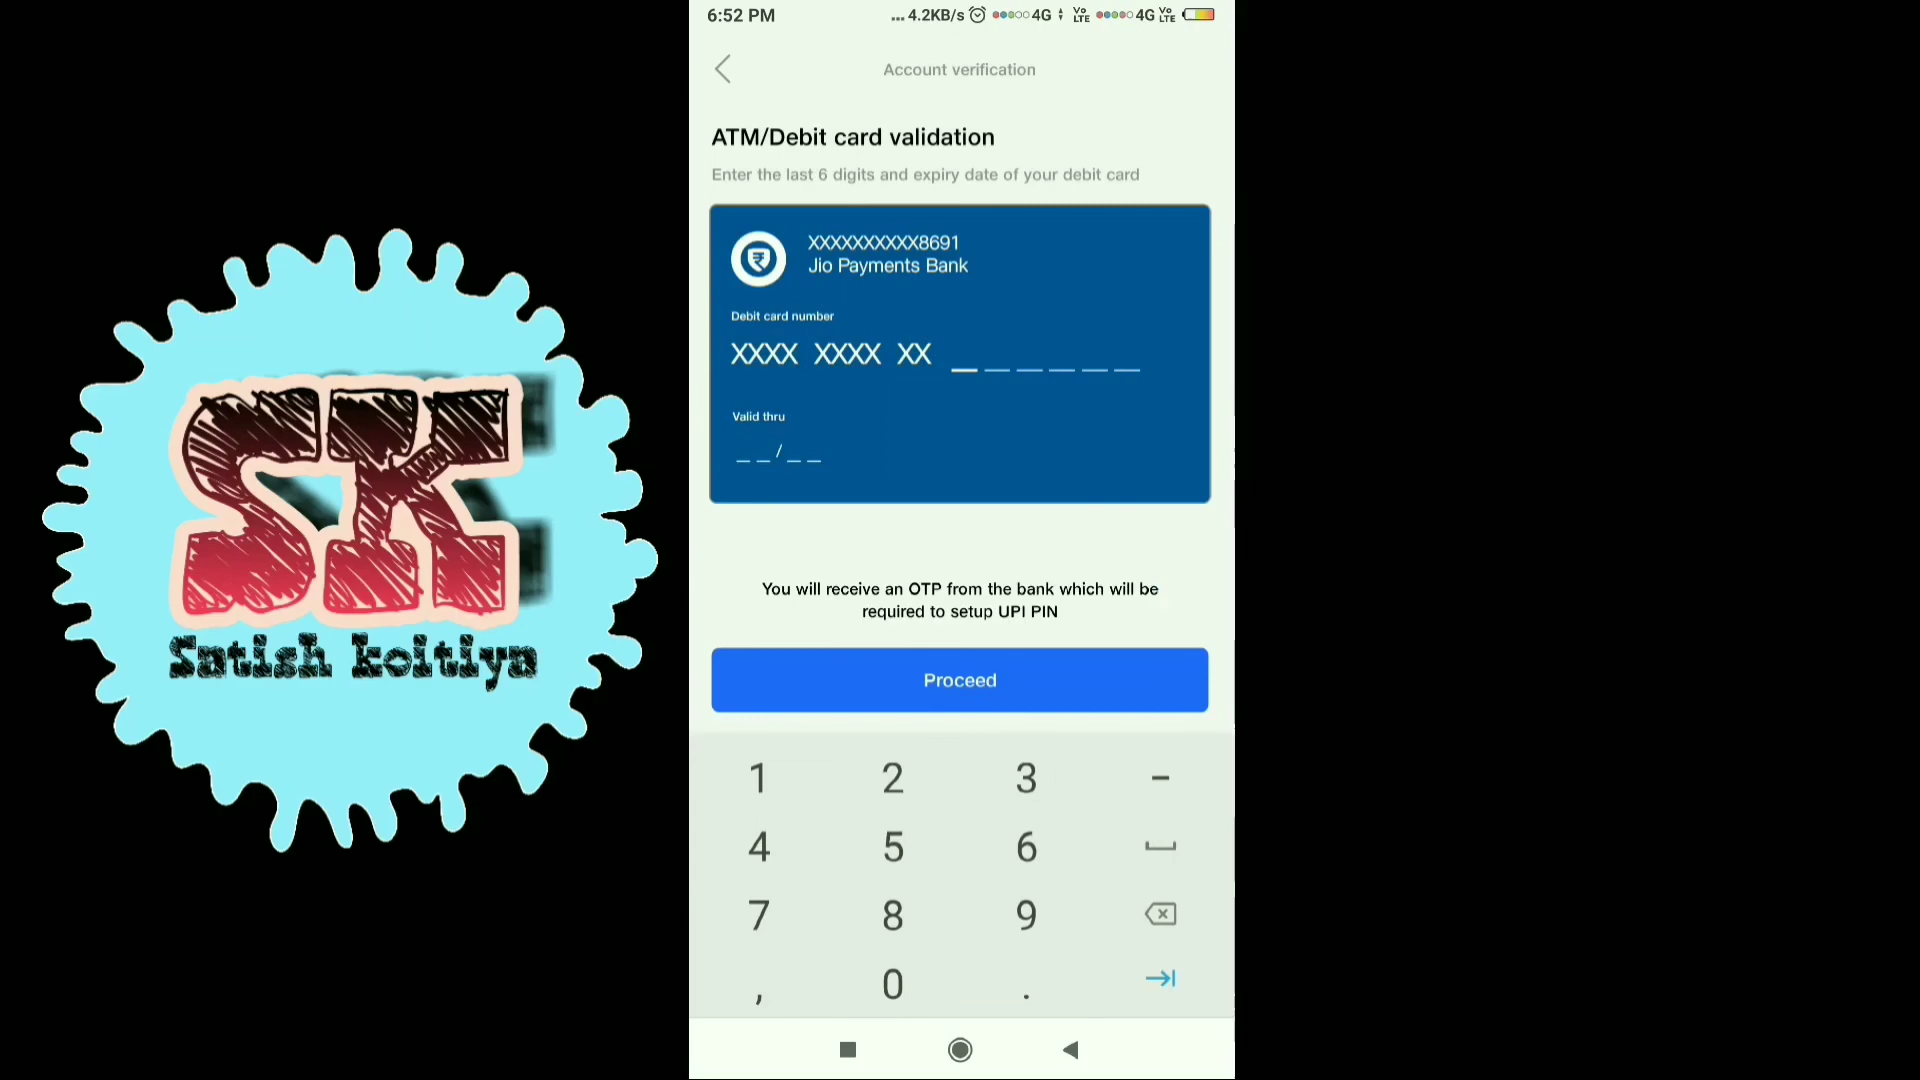 6:52 PM
... 4.2KB/s 4G VoLTE 4G VoLTE
Account verification
ATM/Debit card validation
Enter the last 6 digits and expiry date of your debit card
XXXXXXXXXX8691
Jio Payments Bank
Debit card number
XXXX XXXX XX _ _ _ _ _ _
Valid thru
_ _ / _ _
You will receive an OTP from the bank which will be
required to setup UPI PIN
Proceed
1 2 3 -
4 5 6
7 8 9
, 0 .
SK
Satish koitiya